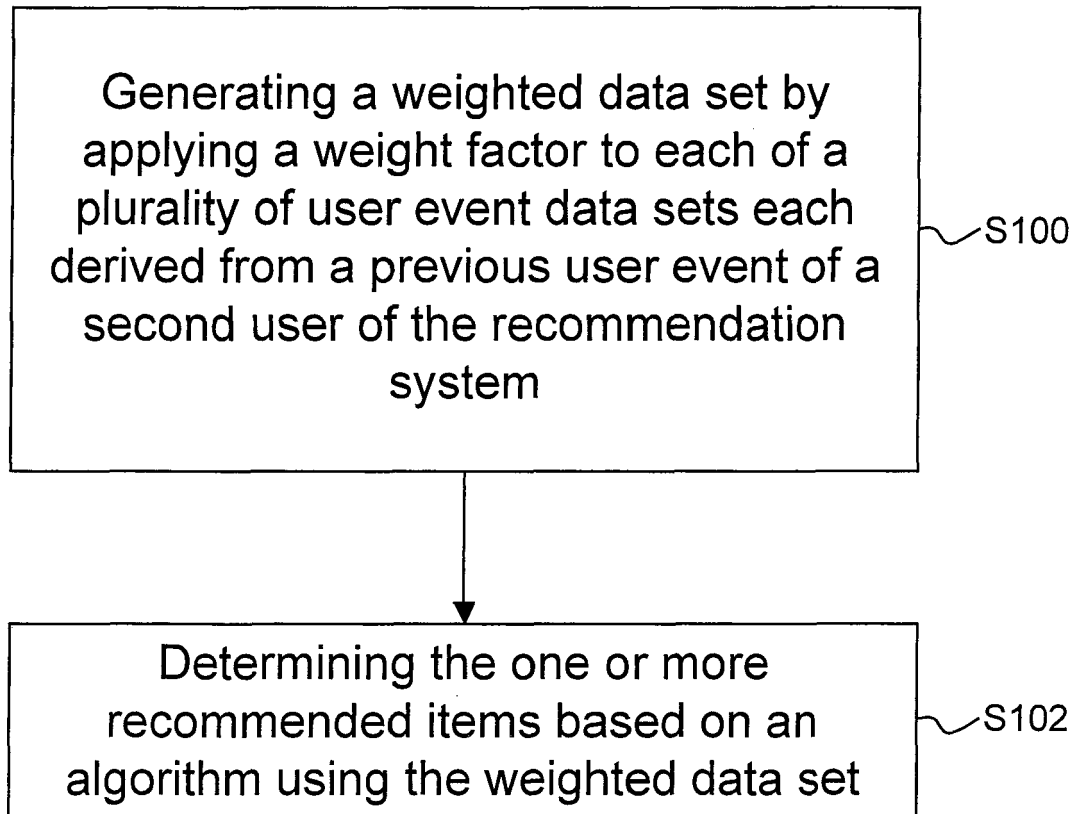 Generating a weighted data set by
applying a weight factor to each of a
plurality of user event data sets each
derived from a previous user event of a
second user of the recommendation
system
S100
Determining the one or more
recommended items based on an
algorithm using the weighted data set
S102